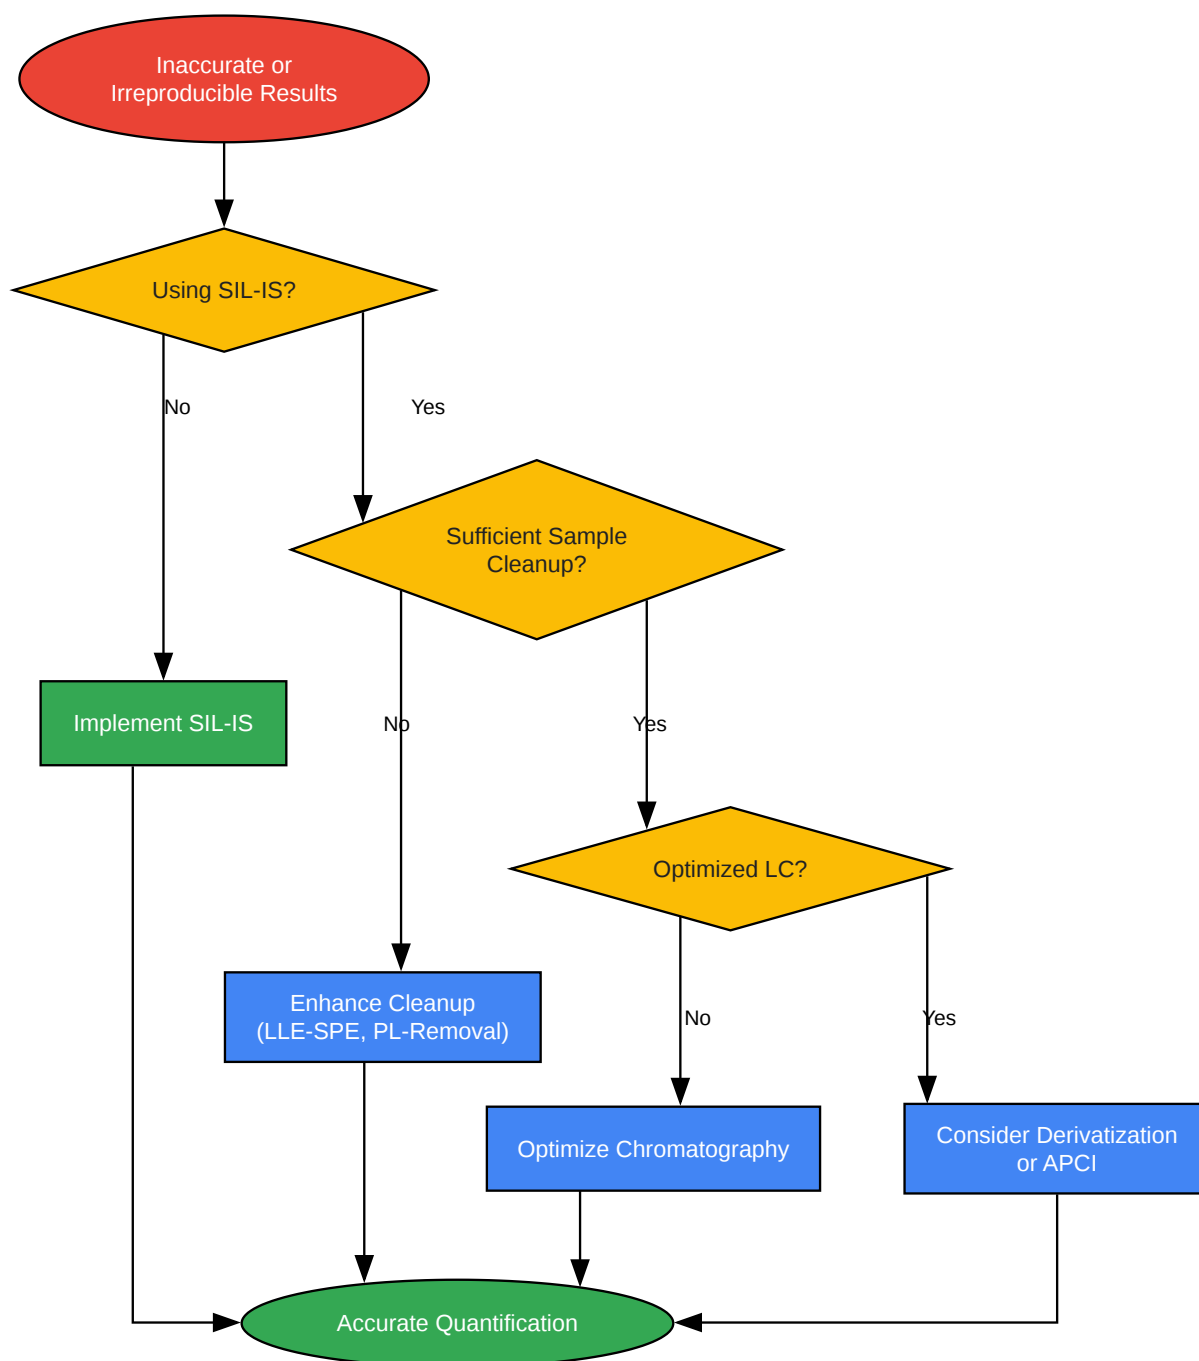 Inaccurate or
Irreproducible Results
Using SIL-IS?
No
Yes
Sufficient Sample
Cleanup?
Implement SIL-IS
No
Yes
Optimized LC?
Enhance Cleanup
(LLE-SPE, PL-Removal)
No
Yes
Optimize Chromatography
Consider Derivatization
or APCI
Accurate Quantification